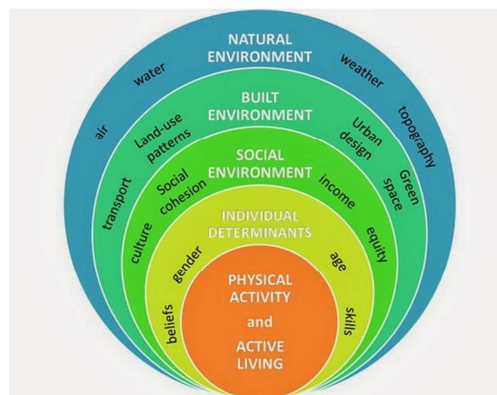 NATURAL
ENVIRONMENT
air
water
weather
topography
BUILT
ENVIRONMENT
transport
Land-use
patterns
Urban
design
Green
space
SOCIAL
ENVIRONMENT
culture
Social
cohesion
income
equity
INDIVIDUAL
DETERMINANTS
beliefs
gender
age
skills
PHYSICAL
ACTIVITY
and
ACTIVE
LIVING